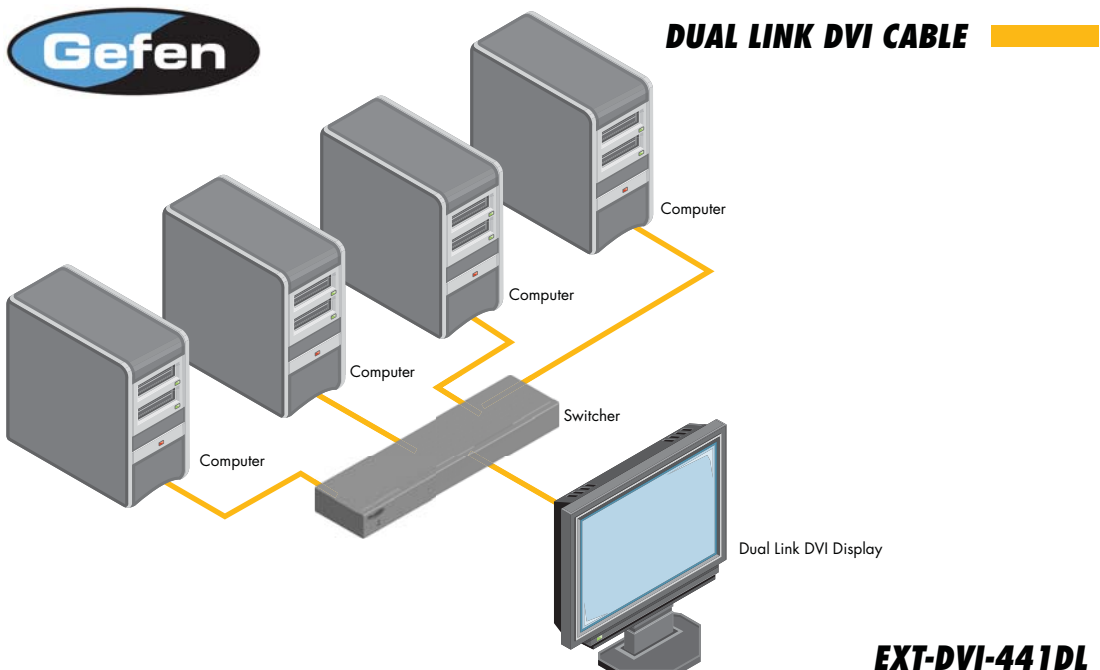 Gefen
DUAL LINK DVI CABLE
Computer
Computer
Computer
Switcher
Computer
Dual Link DVI Display
EXT-DVI-441DL